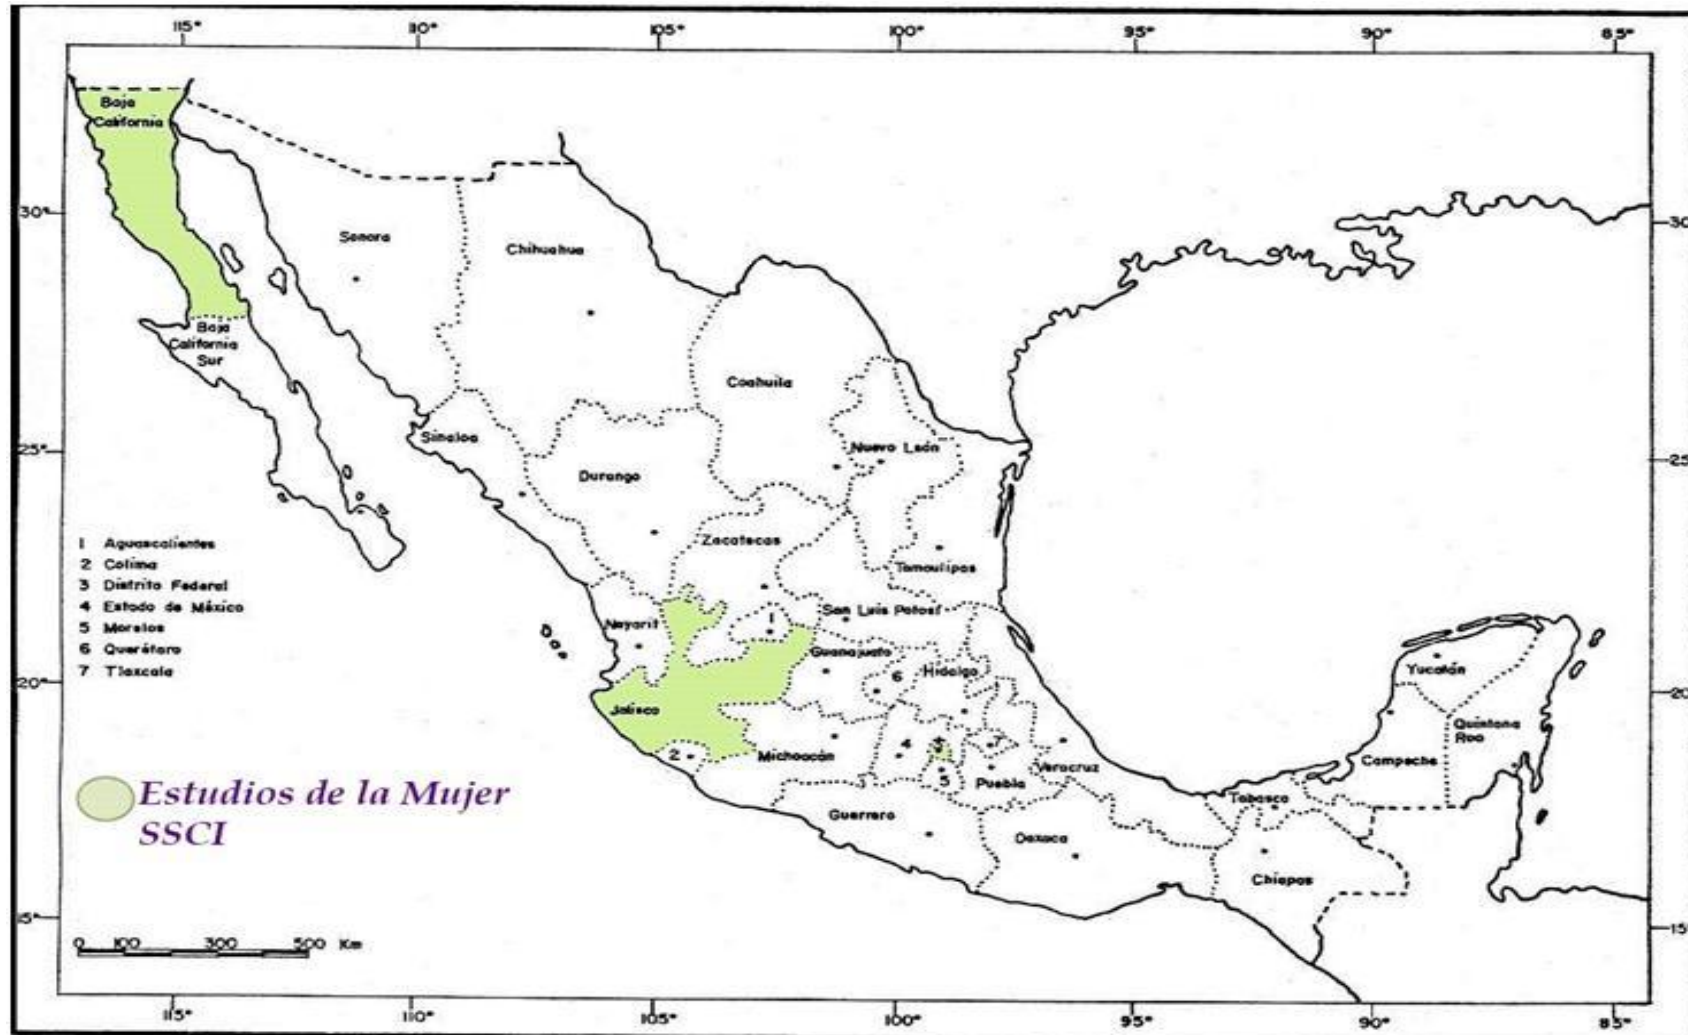 115° 110° 105° 100° 95° 90° 85°
Baja
California
30° 30
Sonora
Chihuahua
Baja
California
Sur
Coahuila
Sinaloa
Nuevo León
25° 25
Durango
Zacatecas
Tamaulipas
1 Aguascalientes
2 Colima
3 Distrito Federal
4 Estado de México
5 Morelos
6 Querétaro
7 Tlaxcala
Nayarit
1
San Luis Potosí
Guanajuato
6
Hidalgo
Yucatán
20° 20
Jalisco
Quintana
Roo
2
Michoacán
4
7
Veracruz
Campeche
5
Puebla
Tabasco
Guerrero
Oaxaca
Chiapas
Estudios de la Mujer
SSCI
15° 15
0 100 300 500 Km
115° 110° 105° 100° 95° 90° 85°